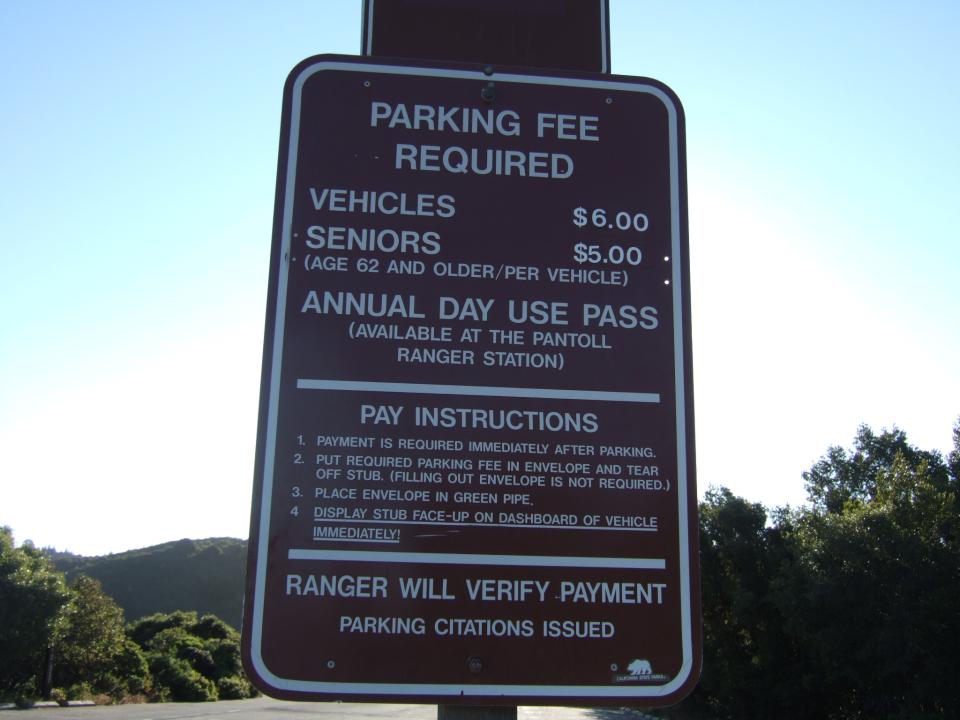 PARKING FEE
REQUIRED
VEHICLES $6.00
SENIORS $5.00
(AGE 62 AND OLDER/PER VEHICLE)
ANNUAL DAY USE PASS
(AVAILABLE AT THE PANTOLL
RANGER STATION)
PAY INSTRUCTIONS
1. PAYMENT IS REQUIRED IMMEDIATELY AFTER PARKING.
2. PUT REQUIRED PARKING FEE IN ENVELOPE AND TEAR
OFF STUB. (FILLING OUT ENVELOPE IS NOT REQUIRED.)
3. PLACE ENVELOPE IN GREEN PIPE.
4 DISPLAY STUB FACE-UP ON DASHBOARD OF VEHICLE
IMMEDIATELY!
RANGER WILL VERIFY PAYMENT
PARKING CITATIONS ISSUED
CALIFORNIA STATE PARKS